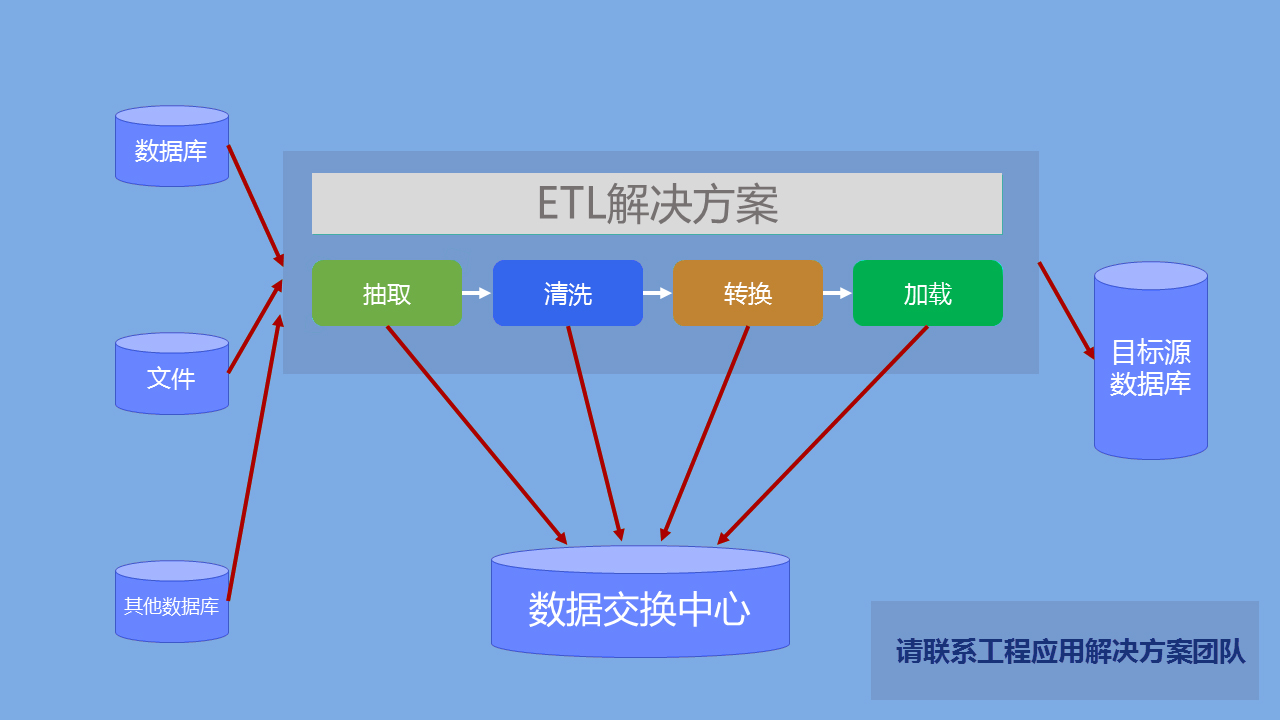 数据库
ETL解决方案
抽取
清洗
转换
加载
文件
目标源
数据库
其他数据库
数据交换中心
请联系工程应用解决方案团队